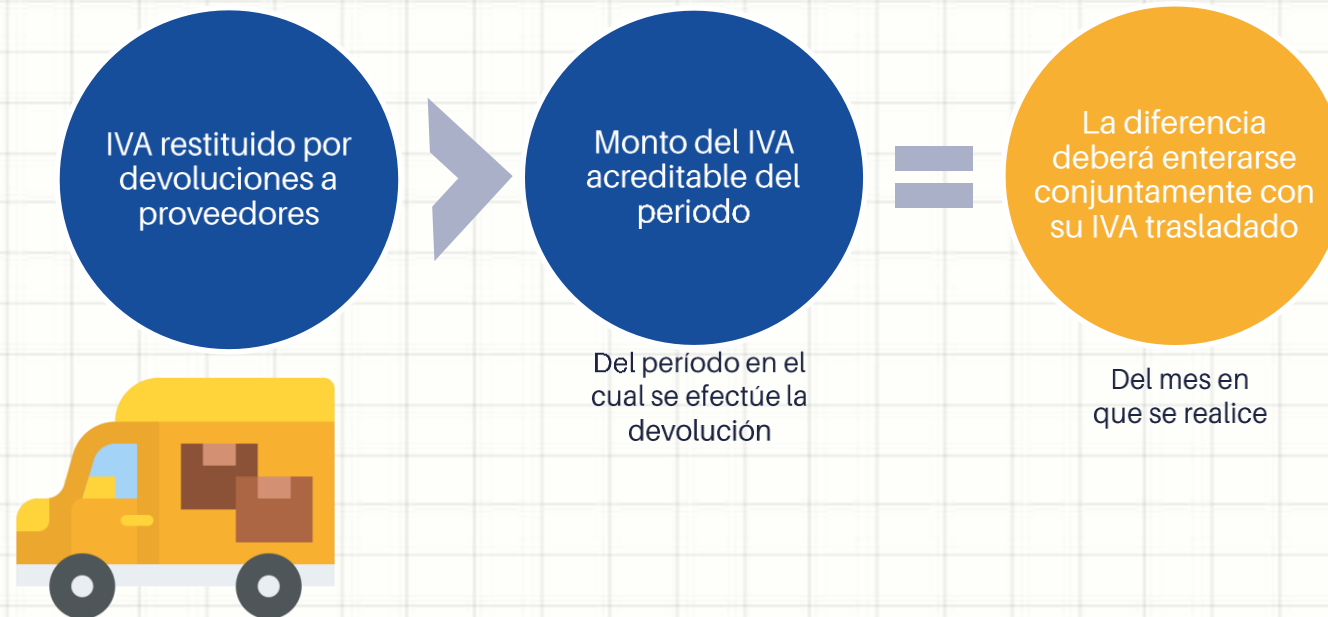 IVA restituido por
devoluciones a
proveedores
Monto del IVA
acreditable del
periodo
Del período en el
cual se efectúe la
devolución
La diferencia
deberá enterarse
conjuntamente con
su IVA trasladado
Del mes en
que se realice